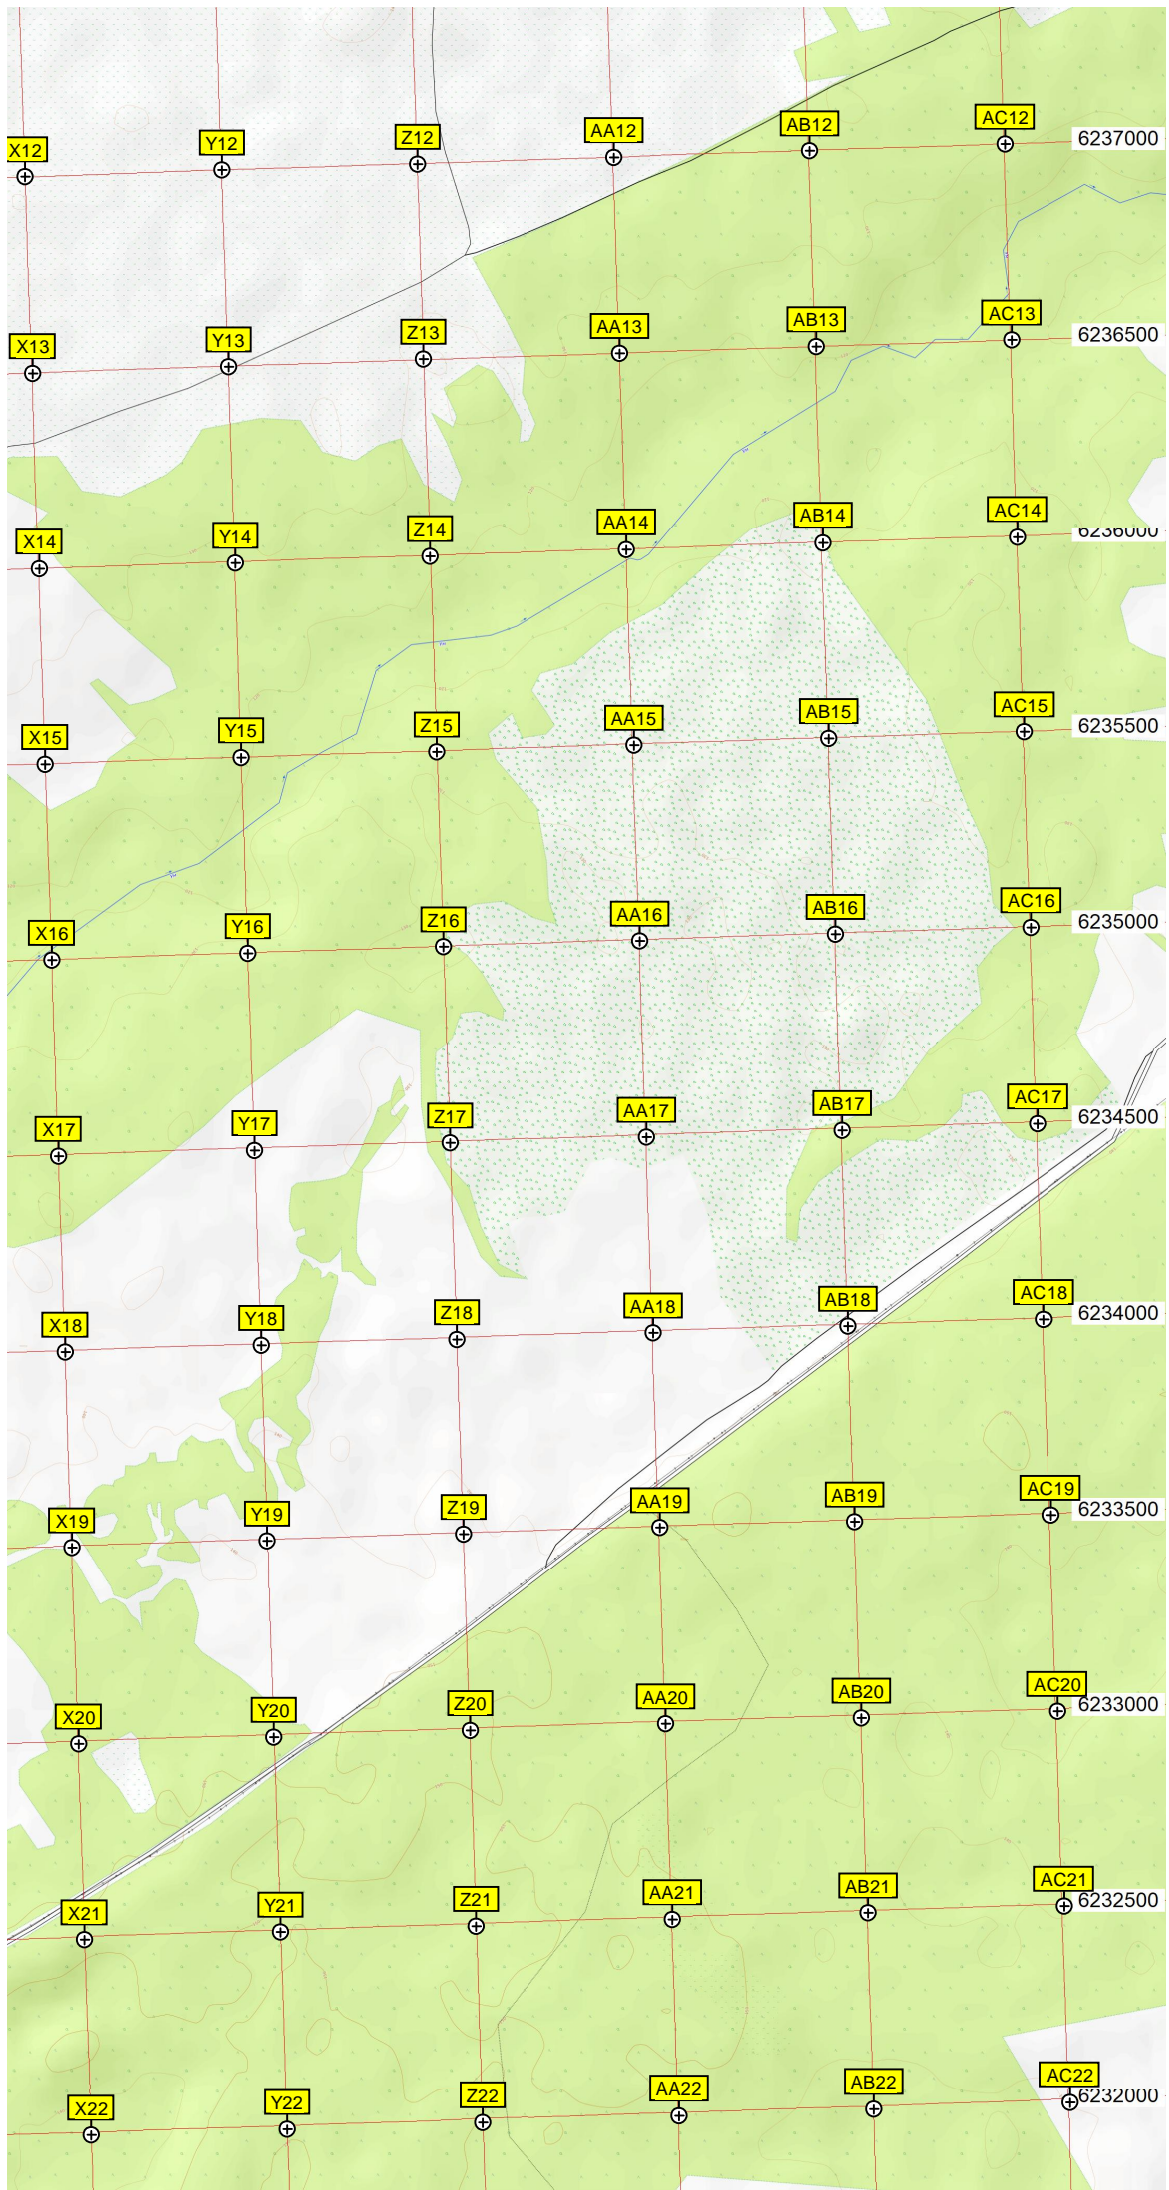 X12 Y12 Z12 AA12 AB12 AC12 6237000
X13 Y13 Z13 AA13 AB13 AC13 6236500
X14 Y14 Z14 AA14 AB14 AC14 6236000
X15 Y15 Z15 AA15 AB15 AC15 6235500
X16 Y16 Z16 AA16 AB16 AC16 6235000
X17 Y17 Z17 AA17 AB17 AC17 6234500
X18 Y18 Z18 AA18 AB18 AC18 6234000
X19 Y19 Z19 AA19 AB19 AC19 6233500
X20 Y20 Z20 AA20 AB20 AC20 6233000
X21 Y21 Z21 AA21 AB21 AC21 6232500
X22 Y22 Z22 AA22 AB22 AC22 6232000